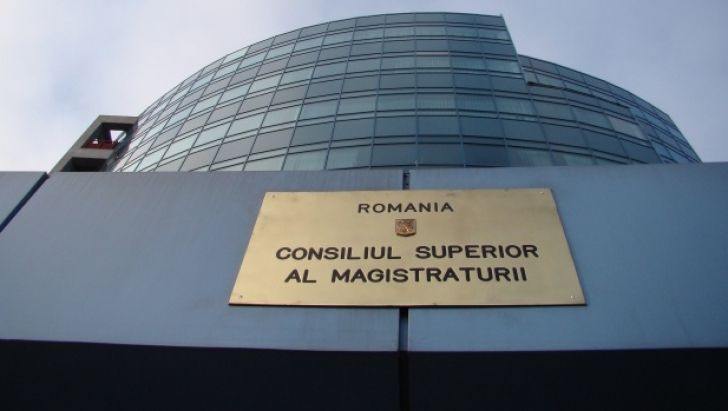 ROMANIA
CONSILIUL SUPERIOR
AL MAGISTRATURII